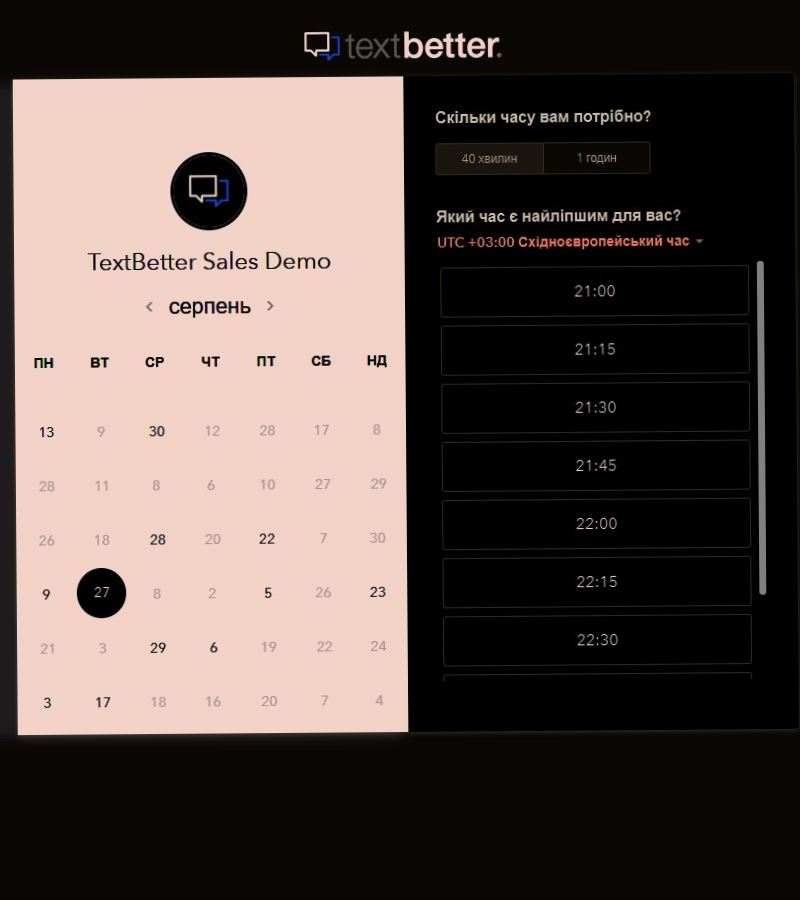 textbetter.
TextBetter Sales Demo
серпень
ПН ВТ СР ЧТ ПТ СБ НД
13 9 30 12 28 17 8
28 11 8 6 10 27 29
26 18 28 20 22 7 30
9 27 8 2 5 26 23
21 3 29 6 19 22 24
3 17 18 16 20 7 4
Скільки часу вам потрібно?
40 хвилин 1 годин
Який час є найліпшим для вас?
UTC +03:00 Східноєвропейський час
21:00
21:15
21:30
21:45
22:00
22:15
22:30